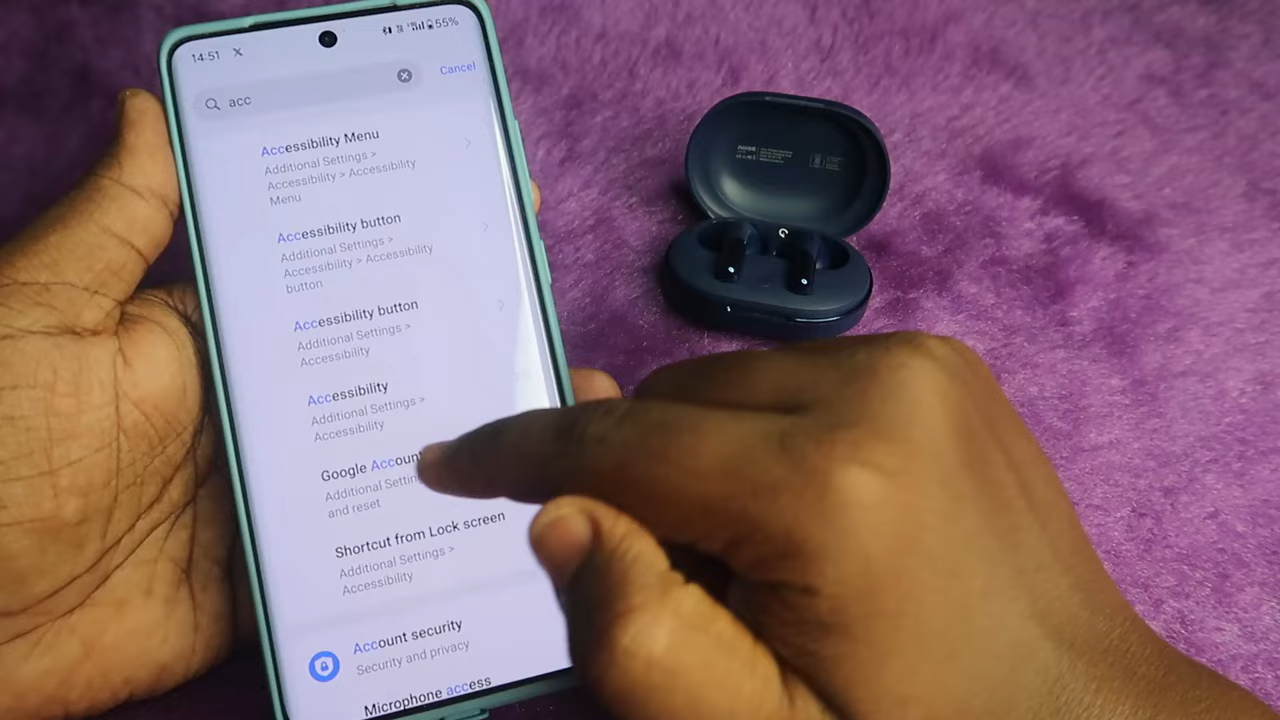 14:51 X 55%
acc
Cancel
Accessibility Menu
Additional Settings >
Accessibility > Accessibility
Menu
Accessibility button
Additional Settings >
Accessibility > Accessibility
button
Accessibility button
Additional Settings >
Accessibility
Accessibility
Additional Settings >
Accessibility
Google Account
Additional
and reset
Shortcut from Lock screen
Additional Settings >
Accessibility
Account security
Security and privacy
Microphone access